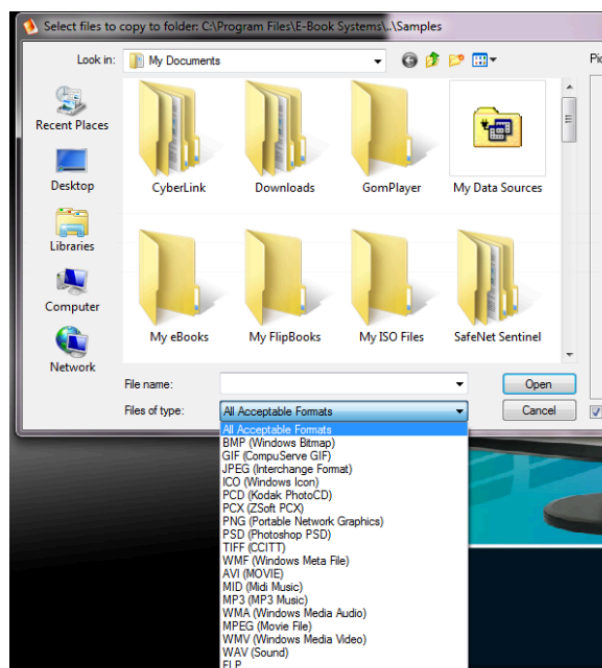 Select files to copy to folder: C:\Program Files\E-Book Systems\..\Samples
Look in:
My Documents
Recent Places
Desktop
Libraries
Computer
Network
CyberLink
Downloads
GomPlayer
My Data Sources
My eBooks
My FlipBooks
My ISO Files
SafeNet Sentinel
File name:
Open
Files of type:
All Acceptable Formats
Cancel
All Acceptable Formats
BMP (Windows Bitmap)
GIF (CompuServe GIF)
JPEG (Interchange Format)
ICO (Windows Icon)
PCD (Kodak PhotoCD)
PCX (ZSoft PCX)
PNG (Portable Network Graphics)
PSD (Photoshop PSD)
TIFF (CCITT)
WMF (Windows Meta File)
AVI (MOVIE)
MID (Midi Music)
MP3 (MP3 Music)
WMA (Windows Media Audio)
MPEG (Movie File)
WMV (Windows Media Video)
WAV (Sound)